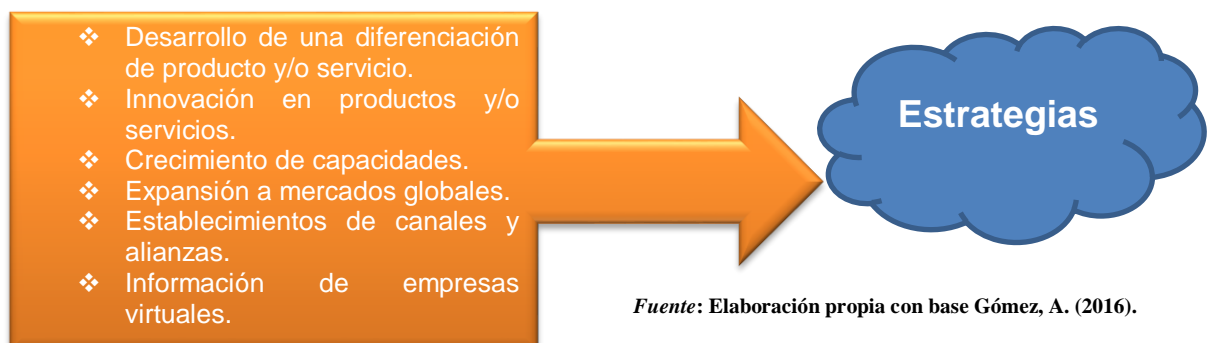 ❖ Desarrollo de una diferenciación
de producto y/o servicio.
❖ Innovación en productos y/o
servicios.
❖ Crecimiento de capacidades.
❖ Expansión a mercados globales.
❖ Establecimientos de canales y
alianzas.
❖ Información de empresas
virtuales.
Estrategias
Fuente: Elaboración propia con base Gómez, A. (2016).